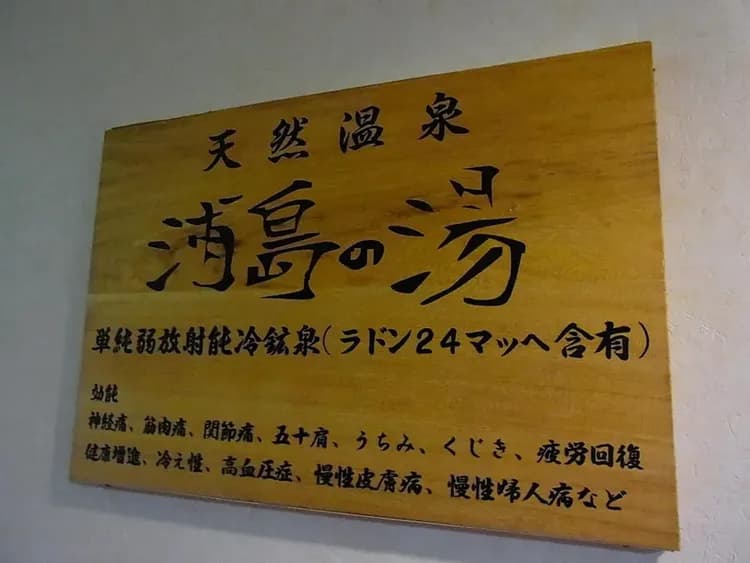 天然温泉
浦島の湯
単純弱放射能冷鉱泉(ラドン24マッヘ含有)
効能
神経痛、筋肉痛、関節痛、五十肩、うちみ、くじき、疲労回復
健康増進、冷え性、高血圧症、慢性皮膚病、慢性婦人病など